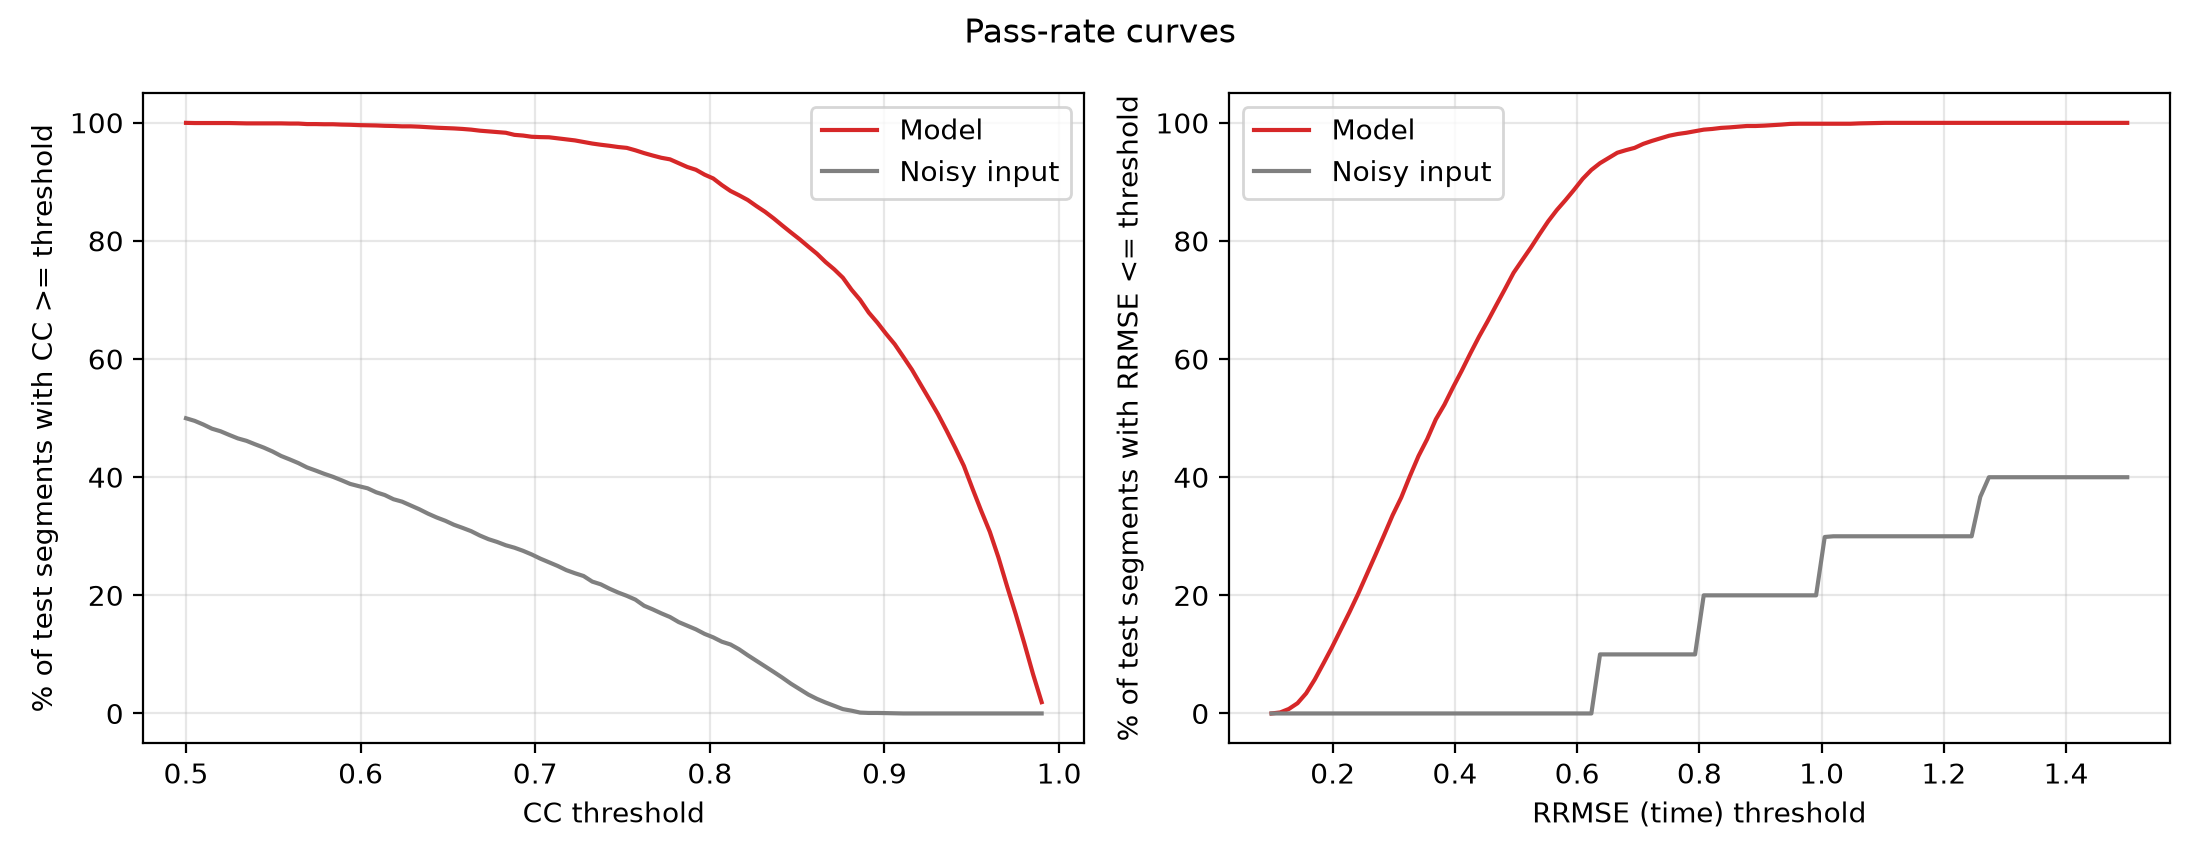 Pass-rate curves
% of test segments with CC >= threshold
100
80
60
40
20
0
0.5 0.6 0.7 0.8 0.9 1.0
CC threshold
Model
Noisy input
% of test segments with RRMSE <= threshold
100
80
60
40
20
0
0.2 0.4 0.6 0.8 1.0 1.2 1.4
RRMSE (time) threshold
Model
Noisy input